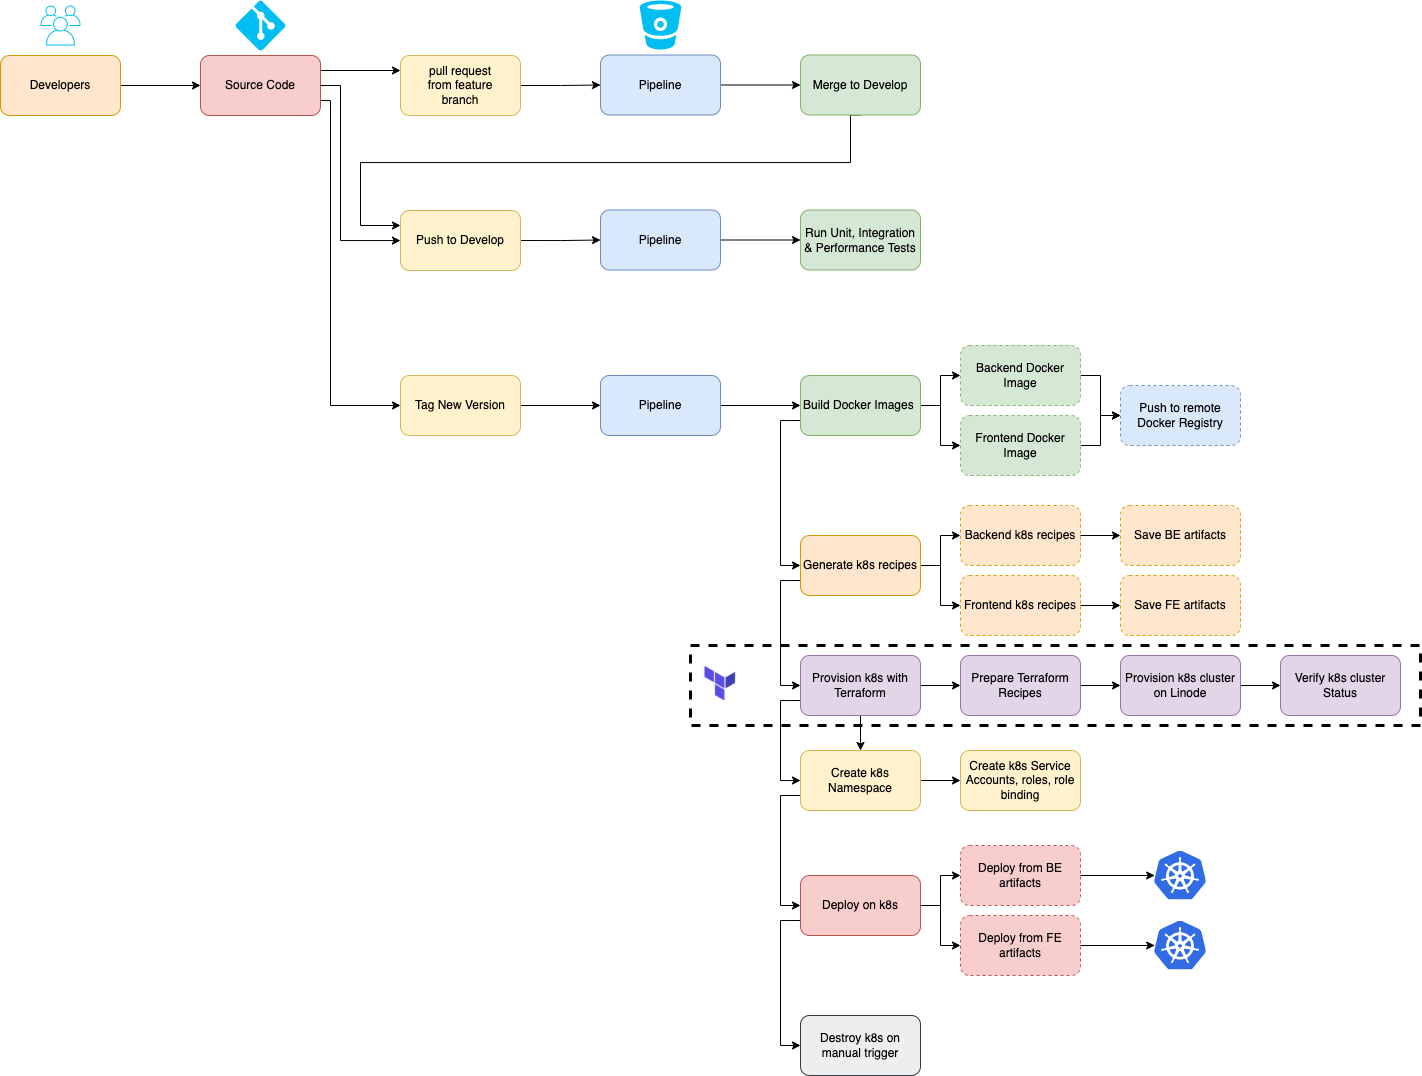 Developers
Source Code
pull request
from feature
branch
Pipeline
Merge to Develop
Push to Develop
Pipeline
Run Unit, Integration
& Performance Tests
Tag New Version
Pipeline
Build Docker Images
Backend Docker
Image
Frontend Docker
Image
Push to remote
Docker Registry
Generate k8s recipes
Backend k8s recipes
Save BE artifacts
Frontend k8s recipes
Save FE artifacts
Provision k8s with
Terraform
Prepare Terraform
Recipes
Provision k8s cluster
on Linode
Verify k8s cluster
Status
Create k8s
Namespace
Create k8s Service
Accounts, roles, role
binding
Deploy on k8s
Deploy from BE
artifacts
Deploy from FE
artifacts
Destroy k8s on
manual trigger